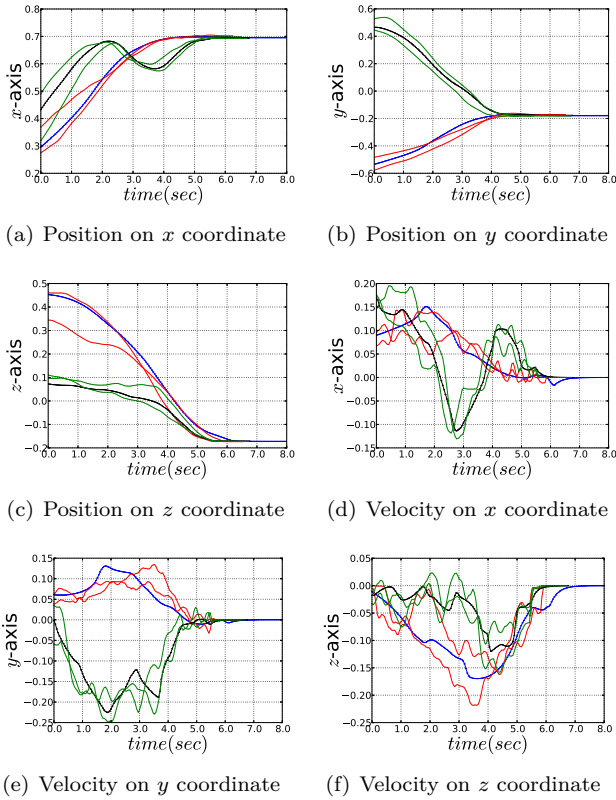 0.8
0.7
0.6
0.5
0.4
0.3
0.2
x-axis
0.0 1.0 2.0 3.0 4.0 5.0 6.0 7.0 8.0
time(sec)
(a) Position on x coordinate
0.6
0.4
0.2
0.0
−0.2
−0.4
−0.6
y-axis
0.0 1.0 2.0 3.0 4.0 5.0 6.0 7.0 8.0
time(sec)
(b) Position on y coordinate
0.5
0.4
0.3
0.2
0.1
0.0
−0.1
−0.2
z-axis
0.0 1.0 2.0 3.0 4.0 5.0 6.0 7.0 8.0
time(sec)
(c) Position on z coordinate
0.20
0.15
0.10
0.05
0.00
−0.05
−0.10
−0.15
x-axis
0.0 1.0 2.0 3.0 4.0 5.0 6.0 7.0 8.0
time(sec)
(d) Velocity on x coordinate
0.15
0.10
0.05
0.00
−0.05
−0.10
−0.15
−0.20
−0.25
y-axis
0.0 1.0 2.0 3.0 4.0 5.0 6.0 7.0 8.0
time(sec)
(e) Velocity on y coordinate
0.05
0.00
−0.05
−0.10
−0.15
−0.20
−0.25
z-axis
0.0 1.0 2.0 3.0 4.0 5.0 6.0 7.0 8.0
time(sec)
(f) Velocity on z coordinate